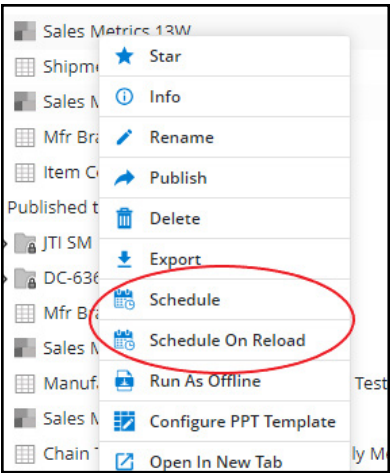 Sales Metrics 13W
Shipme
Star
Sales M
Info
Mfr Bra
Rename
Item C
Publish
Published t
Delete
JTI SM
Export
DC-636
Schedule
Mfr Bra
Schedule On Reload
Sales M
Manuf
Run As Offline
Test
Sales M
Configure PPT Template
Chain
Open In New Tab
ly M